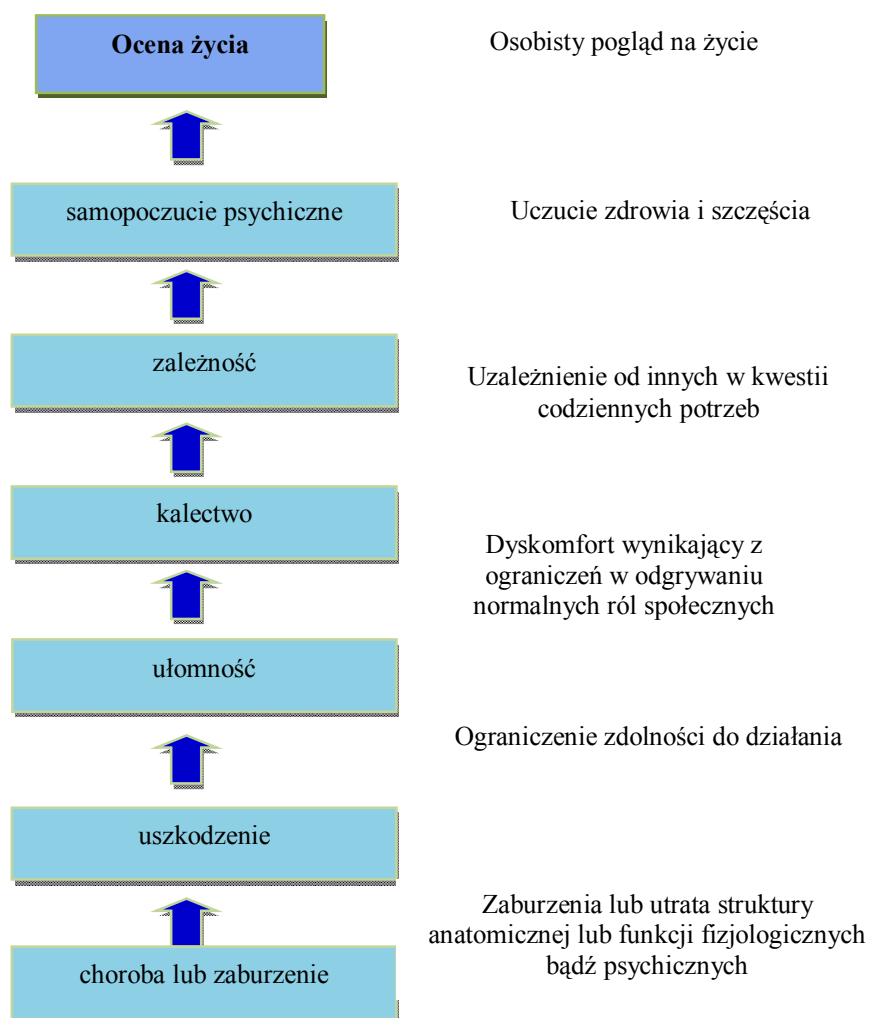 Ocena życia
Osobisty pogląd na życie
samopoczucie psychiczne
Uczucie zdrowia i szczęścia
zależność
Uzależnienie od innych w kwestii
codziennych potrzeb
kalectwo
Dyskomfort wynikający z
ograniczeń w odgrywaniu
normalnych ról społecznych
ułomność
Ograniczenie zdolności do działania
uszkodzenie
Zaburzenia lub utrata struktury
anatomicznej lub funkcji fizjologicznych
bądź psychicznych
choroba lub zaburzenie